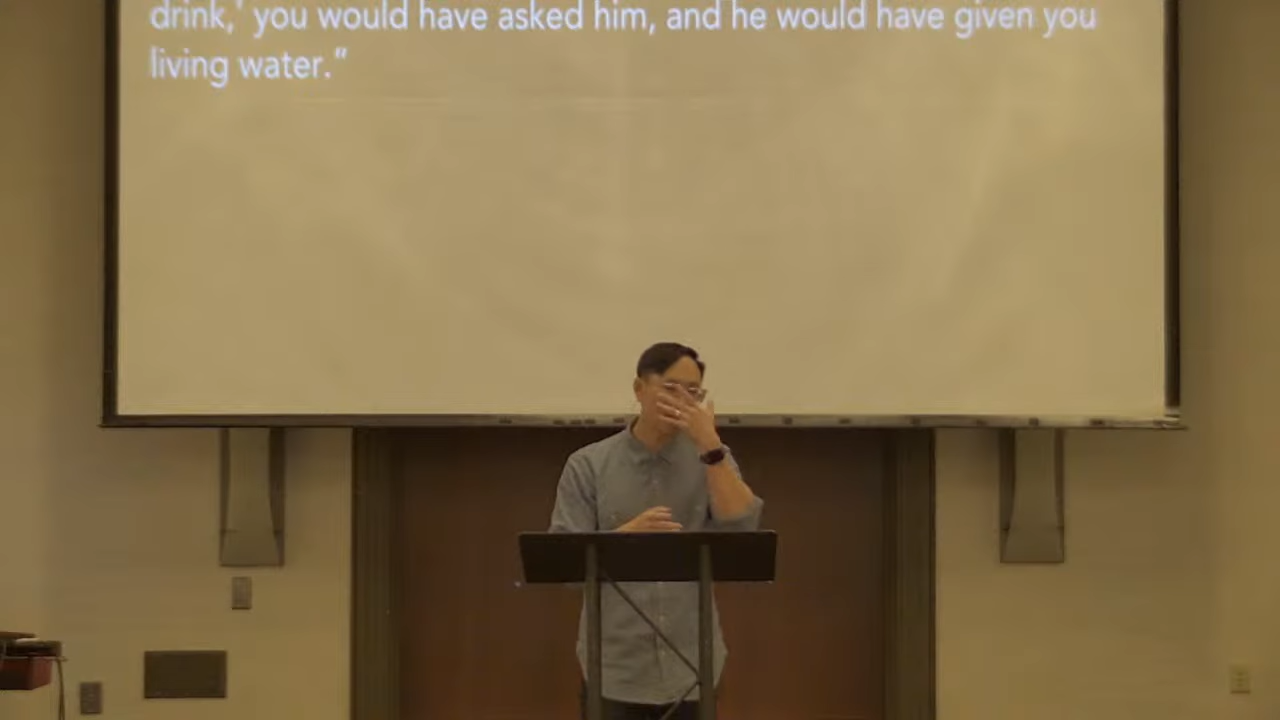 drink,' you would have asked him, and he would have given you
living water.“